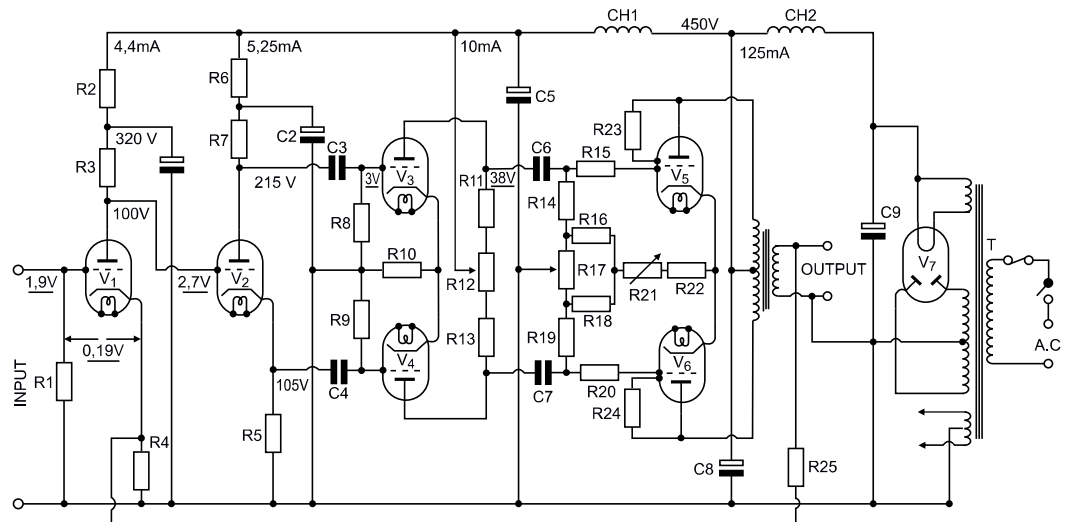 CH1
450V
CH2
4,4mA
5,25mA
10mA
125mA
R2
R6
C5
320 V
R7
C2
C3
R23
R3
215 V
3V
V3
R11
38V
C6
R15
V5
100V
R8
R14
R16
C9
V1
V2
R10
R12
R17
OUTPUT
V7
T
1,9V
2,7V
R21
R22
R9
R13
R19
R18
0,19V
V4
V6
A.C
R1
INPUT
105V
C4
C7
R20
R24
R4
R5
C8
R25